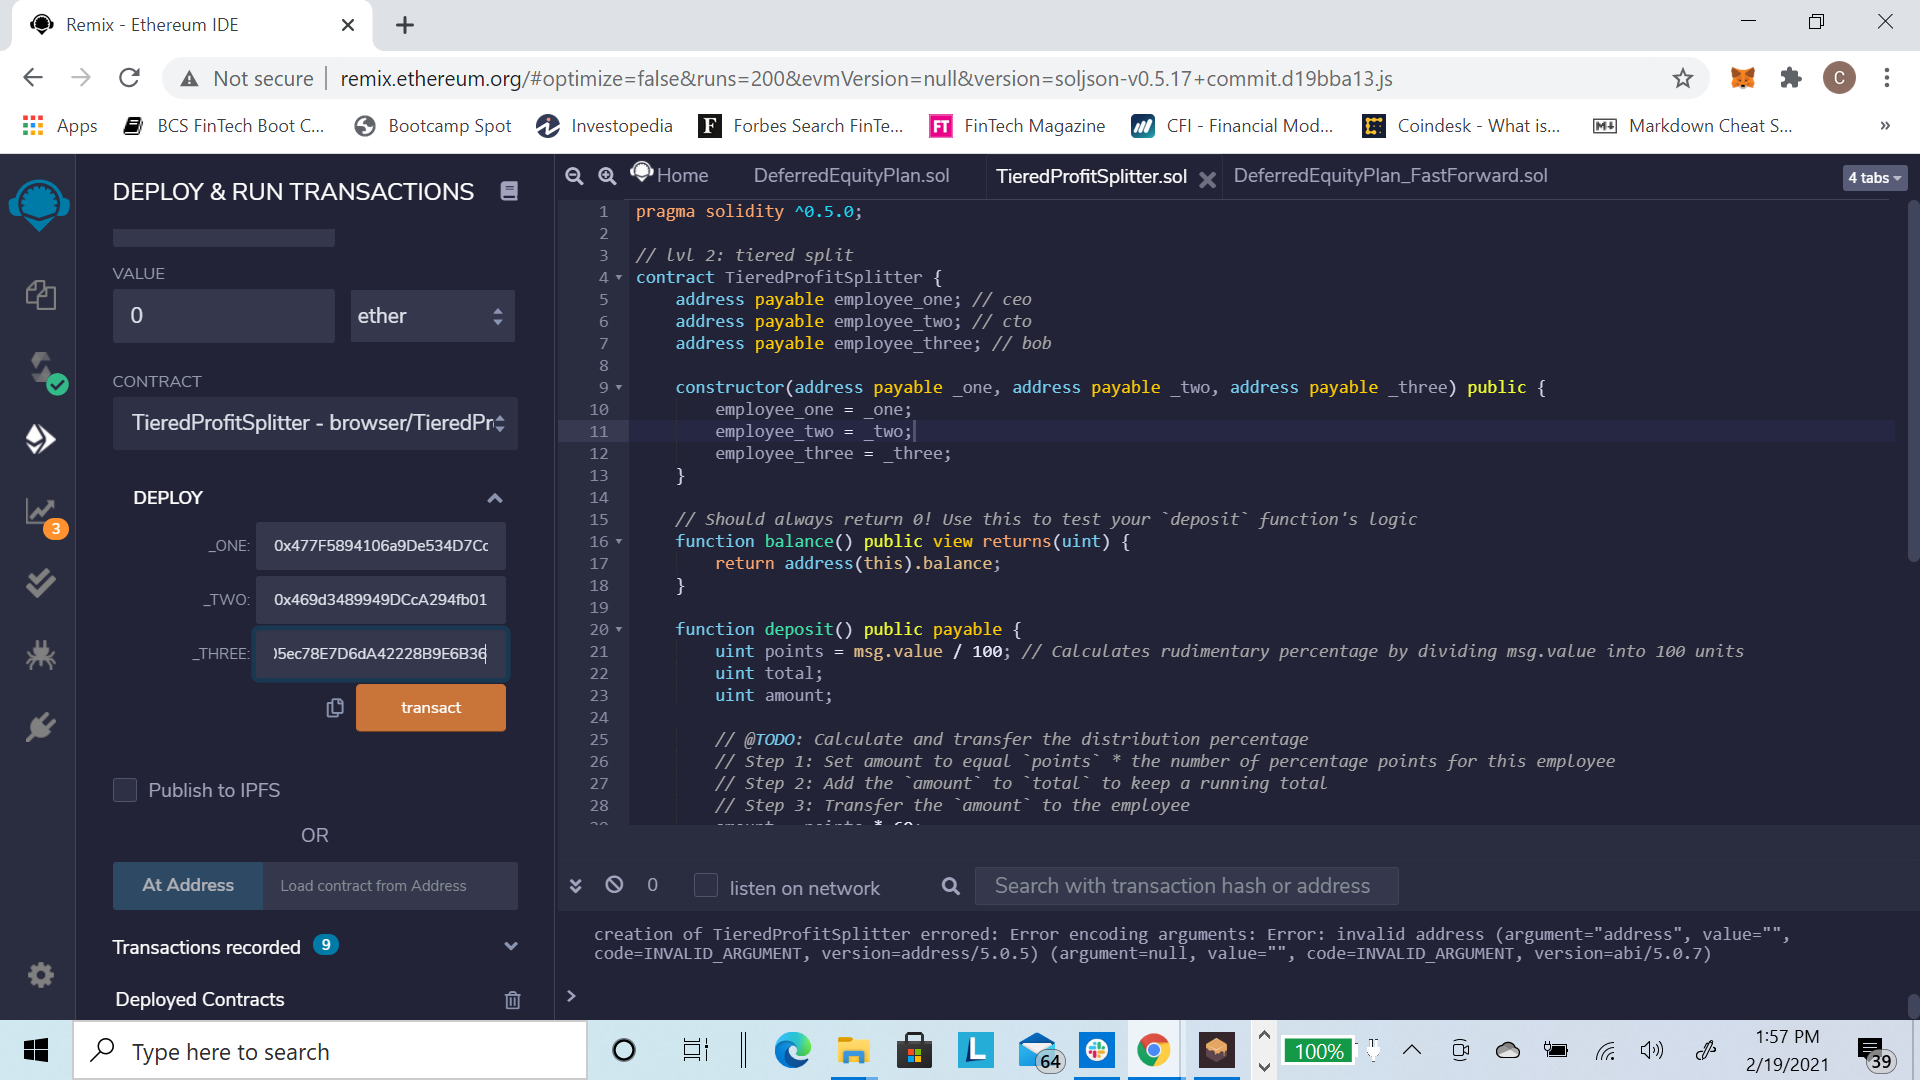 Remix - Ethereum IDE
Not secure
remix.ethereum.org/#optimize=false&runs=200&evmVersion=null&version=soljson-v0.5.17+commit.d19bba13.js
C
Apps
BCS FinTech Boot C...
Bootcamp Spot
Investopedia
F
Forbes Search FinTe...
FT
FinTech Magazine
CFI - Financial Mod...
Coindesk - What is...
Markdown Cheat S...
»
DEPLOY & RUN TRANSACTIONS
VALUE
0
ether
CONTRACT
TieredProfitSplitter - browser/TieredPr
DEPLOY
_ONE:
0x477F5894106a9De534D7Cc
_TWO:
0x469d3489949DCcA294fb01
_THREE:
05ec78E7D6dA42228B9E6B36
transact
Publish to IPFS
OR
At Address
Load contract from Address
Transactions recorded 9
Deployed Contracts
3
Home
DeferredEquityPlan.sol
TieredProfitSplitter.sol
DeferredEquityPlan_FastForward.sol
4 tabs
1 pragma solidity ^0.5.0;
2
3 // lvl 2: tiered split
4 contract TieredProfitSplitter {
5 address payable employee_one; // ceo
6 address payable employee_two; // cto
7 address payable employee_three; // bob
8
9 constructor(address payable _one, address payable _two, address payable _three) public {
10 employee_one = _one;
11 employee_two = _two;
12 employee_three = _three;
13 }
14
15 // Should always return 0! Use this to test your `deposit` function's logic
16 function balance() public view returns(uint) {
17 return address(this).balance;
18 }
19
20 function deposit() public payable {
21 uint points = msg.value / 100; // Calculates rudimentary percentage by dividing msg.value into 100 units
22 uint total;
23 uint amount;
24
25 // @TODO: Calculate and transfer the distribution percentage
26 // Step 1: Set amount to equal `points` * the number of percentage points for this employee
27 // Step 2: Add the `amount` to `total` to keep a running total
28 // Step 3: Transfer the `amount` to the employee
0
listen on network
Search with transaction hash or address
creation of TieredProfitSplitter errored: Error encoding arguments: Error: invalid address (argument="address", value="",
code=INVALID_ARGUMENT, version=address/5.0.5) (argument=null, value="", code=INVALID_ARGUMENT, version=abi/5.0.7)
>
Type here to search
L
64
100%
1:57 PM
2/19/2021
39